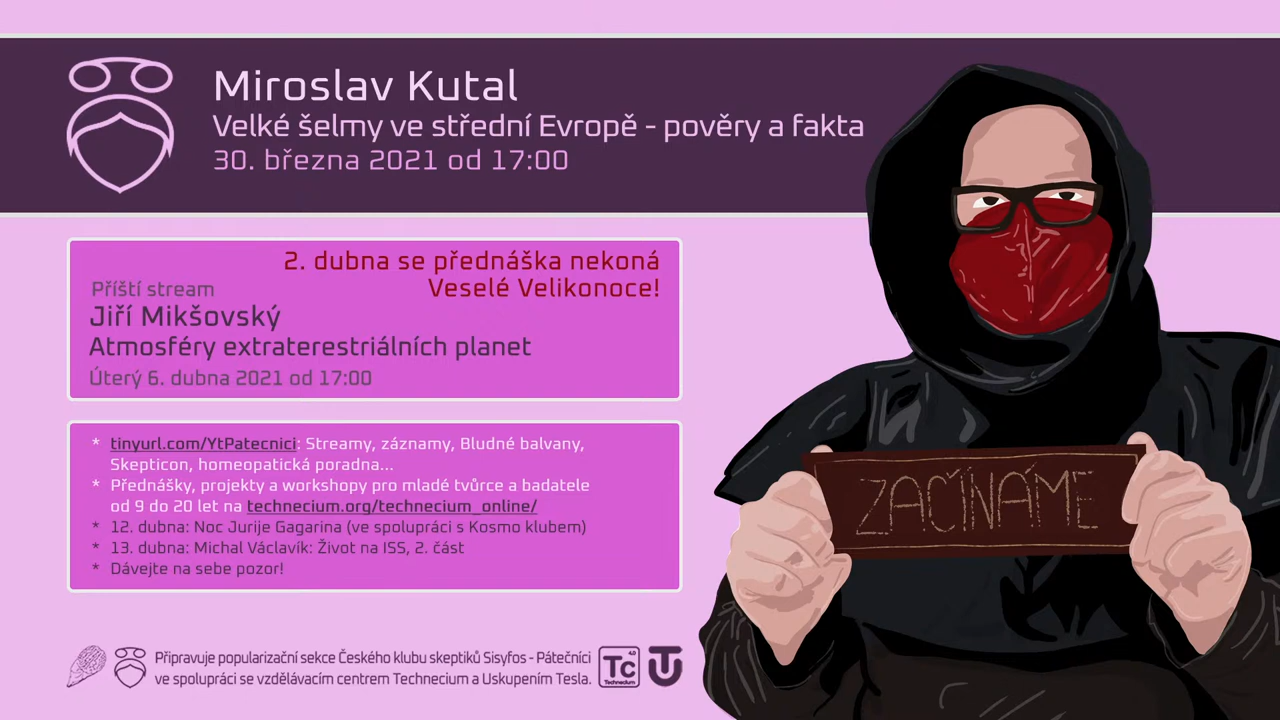 Miroslav Kutal
Velké šelmy ve střední Evropě - pověry a fakta
30. března 2021 od 17:00
2. dubna se přednáška nekoná
Veselé Velikonoce!
Příští stream
Jiří Mikšovský
Atmosféry extraterestriálních planet
Úterý 6. dubna 2021 od 17:00
* tinyurl.com/YtPatecnici: Streamy, záznamy, Bludné balvany,
Skepticon, homeopatická poradna...
* Přednášky, projekty a workshopy pro mladé tvůrce a badatele
od 9 do 20 let na technecium.org/technecium_online/
* 12. dubna: Noc Jurije Gagarina (ve spolupráci s Kosmo klubem)
* 13. dubna: Michal Václavík: Život na ISS, 2. část
* Dávejte na sebe pozor!
ZAČÍNÁME
Připravuje popularizační sekce Českého klubu skeptiků Sisyfos - Pátečníci
ve spolupráci se vzdělávacím centrem Technecium a Uskupením Tesla.
4.0
Tc
Technecium